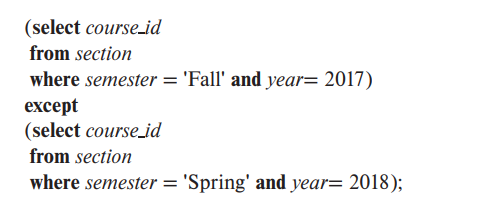 (select course_id
from section
where semester = 'Fall' and year= 2017)
except
(select course_id
from section
where semester = 'Spring' and year= 2018);